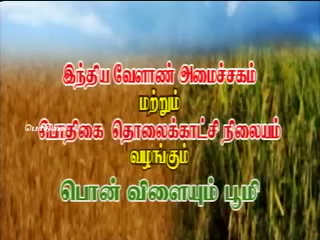 இந்திய வேளாண் அமைச்சகம்
மற்றும்
பொதிகை தொலைக்காட்சி நிலையம்
வழங்கும்
பொன் விளையும் பூமி